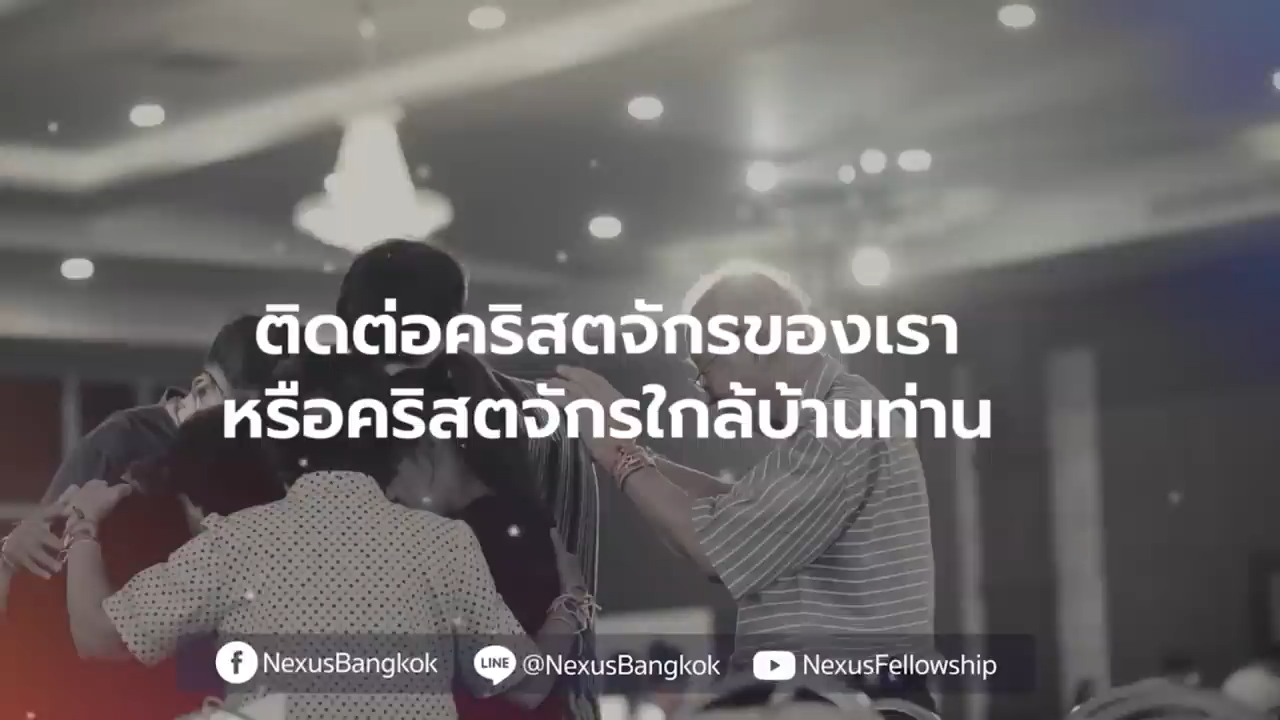 ติดต่อคริสตจักรของเรา
หรือคริสตจักรใกล้บ้านท่าน
NexusBangkok LINE @NexusBangkok NexusFellowship